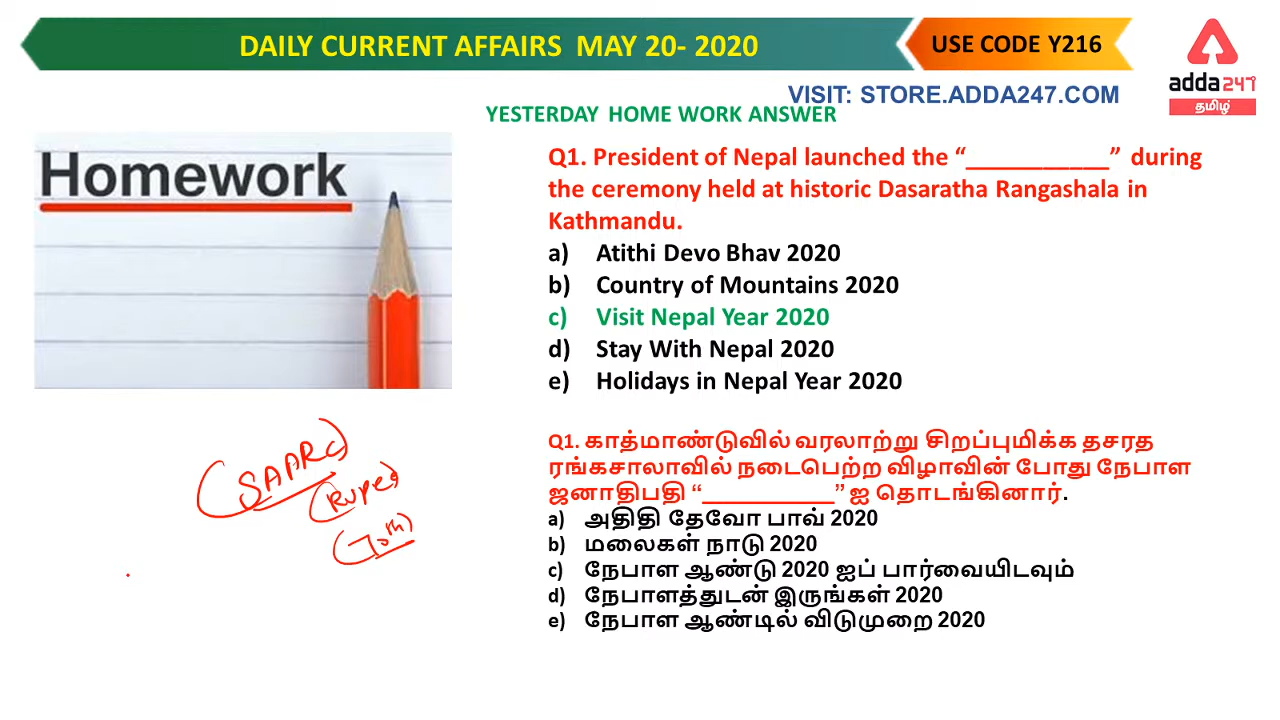 DAILY CURRENT AFFAIRS MAY 20- 2020
USE CODE Y216
adda247
தமிழ்
VISIT: STORE.ADDA247.COM
YESTERDAY HOME WORK ANSWER
Homework
Q1. President of Nepal launched the “___________” during
the ceremony held at historic Dasaratha Rangashala in
Kathmandu.
a) Atithi Devo Bhav 2020
b) Country of Mountains 2020
c) Visit Nepal Year 2020
d) Stay With Nepal 2020
e) Holidays in Nepal Year 2020
SAARC
Rupee
70th
Q1. காத்மாண்டுவில் வரலாற்று சிறப்புமிக்க தசரத
ரங்கசாலாவில் நடைபெற்ற விழாவின் போது நேபாள
ஜனாதிபதி “___________” ஐ தொடங்கினார்.
a) அதிதி தேவோ பாவ் 2020
b) மலைகள் நாடு 2020
c) நேபாள ஆண்டு 2020 ஐப் பார்வையிடவும்
d) நேபாளத்துடன் இருங்கள் 2020
e) நேபாள ஆண்டில் விடுமுறை 2020